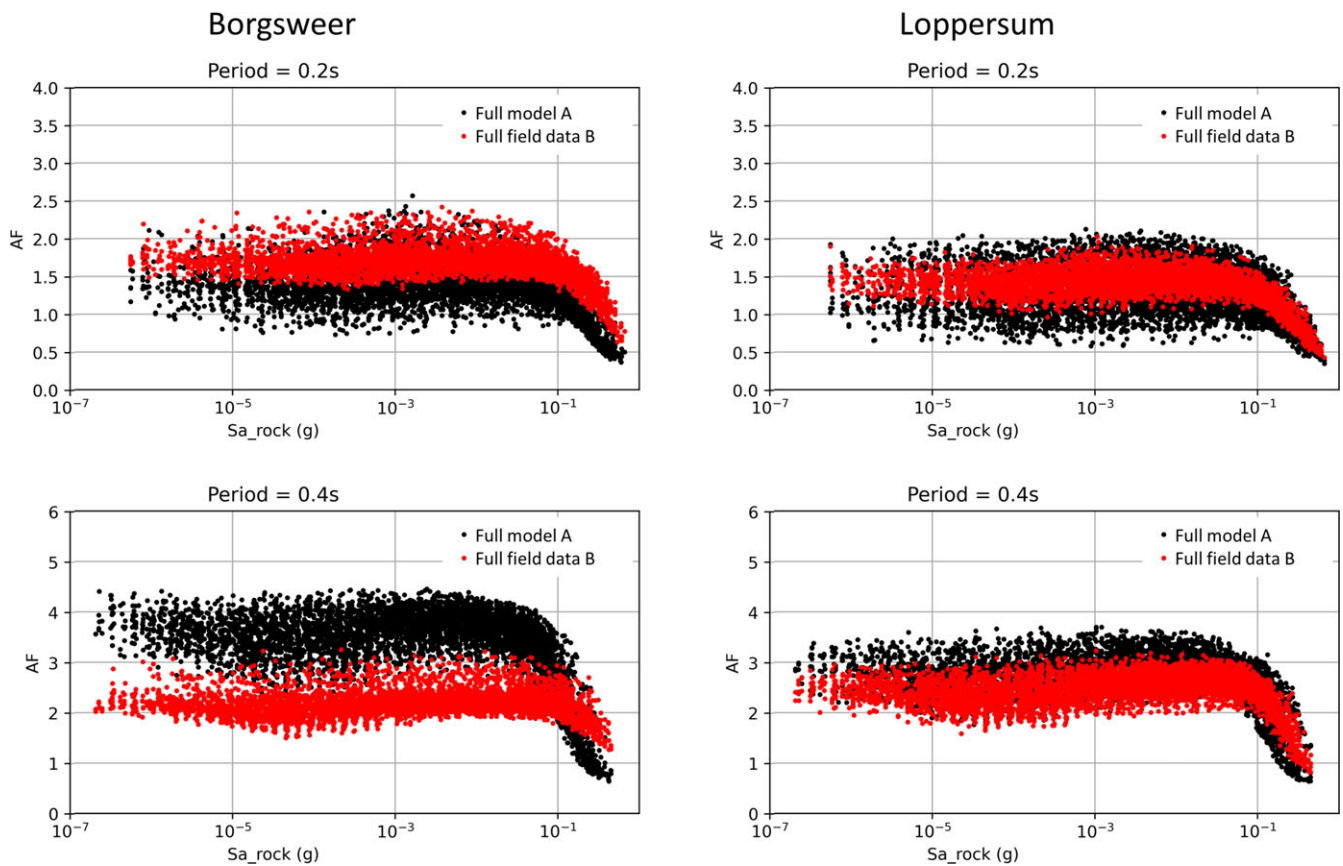 Borgsweer
Loppersum
Period = 0.2s
4.0
3.5
3.0
2.5
2.0
1.5
1.0
0.5
0.0
AF
Full model A
Full field data B
10⁻⁷
10⁻⁵
10⁻³
10⁻¹
Sa_rock (g)
Period = 0.2s
4.0
3.5
3.0
2.5
2.0
1.5
1.0
0.5
0.0
AF
Full model A
Full field data B
10⁻⁷
10⁻⁵
10⁻³
10⁻¹
Sa_rock (g)
Period = 0.4s
6
5
4
3
2
1
0
AF
Full model A
Full field data B
10⁻⁷
10⁻⁵
10⁻³
10⁻¹
Sa_rock (g)
Period = 0.4s
6
5
4
3
2
1
0
AF
Full model A
Full field data B
10⁻⁷
10⁻⁵
10⁻³
10⁻¹
Sa_rock (g)